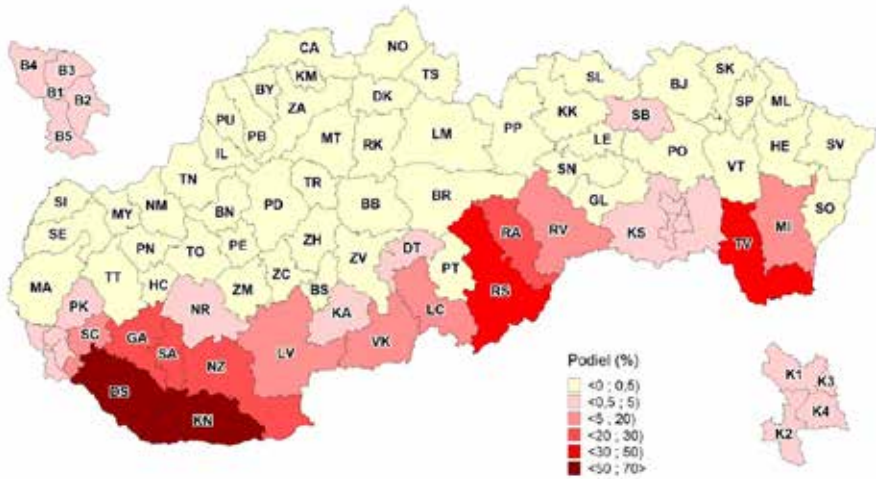 CA
NO
B4
B3
KM
TS
BY
DK
SL
SK
B1
ZA
BJ
B2
KK
SP
ML
PU
PB
MT
RK
LM
PP
SB
B5
LE
HE
SV
IL
PO
VT
TN
TR
SN
SI
NM
BN
PD
BB
BR
GL
MY
SO
SE
RA
RV
MI
PE
ZH
DT
KS
TV
PN
TO
ZV
PT
MA
TT
HC
ZM
ZC
BS
RS
PK
NR
KA
LC
SC
GA
VK
SA
NZ
LV
DS
KN
Podiel (%)
<0 ; 0,5)
<0,5 ; 5)
<5 ; 20)
<20 ; 30)
<30 ; 50)
<50 ; 70>
K1
K3
K4
K2